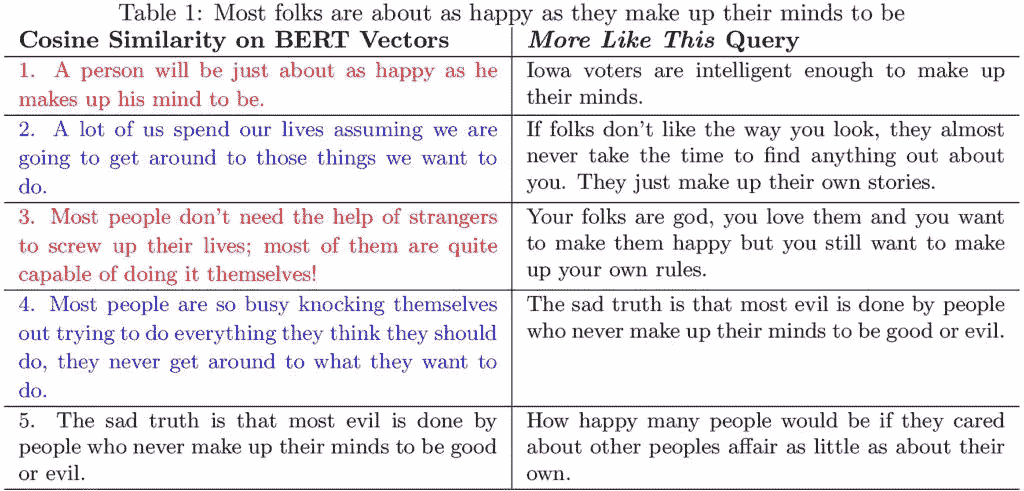 Table 1: Most folks are about as happy as they make up their minds to be
Cosine Similarity on BERT Vectors
More Like This Query
1. A person will be just about as happy as he
makes up his mind to be.
Iowa voters are intelligent enough to make up
their minds.
2. A lot of us spend our lives assuming we are
going to get around to those things we want to
do.
If folks don't like the way you look, they almost
never take the time to find anything out about
you. They just make up their own stories.
3. Most people don't need the help of strangers
to screw up their lives; most of them are quite
capable of doing it themselves!
Your folks are god, you love them and you want
to make them happy but you still want to make
up your own rules.
4. Most people are so busy knocking themselves
out trying to do everything they think they should
do, they never get around to what they want to
do.
The sad truth is that most evil is done by people
who never make up their minds to be good or evil.
5. The sad truth is that most evil is done by
people who never make up their minds to be good
or evil.
How happy many people would be if they cared
about other peoples affair as little as about their
own.